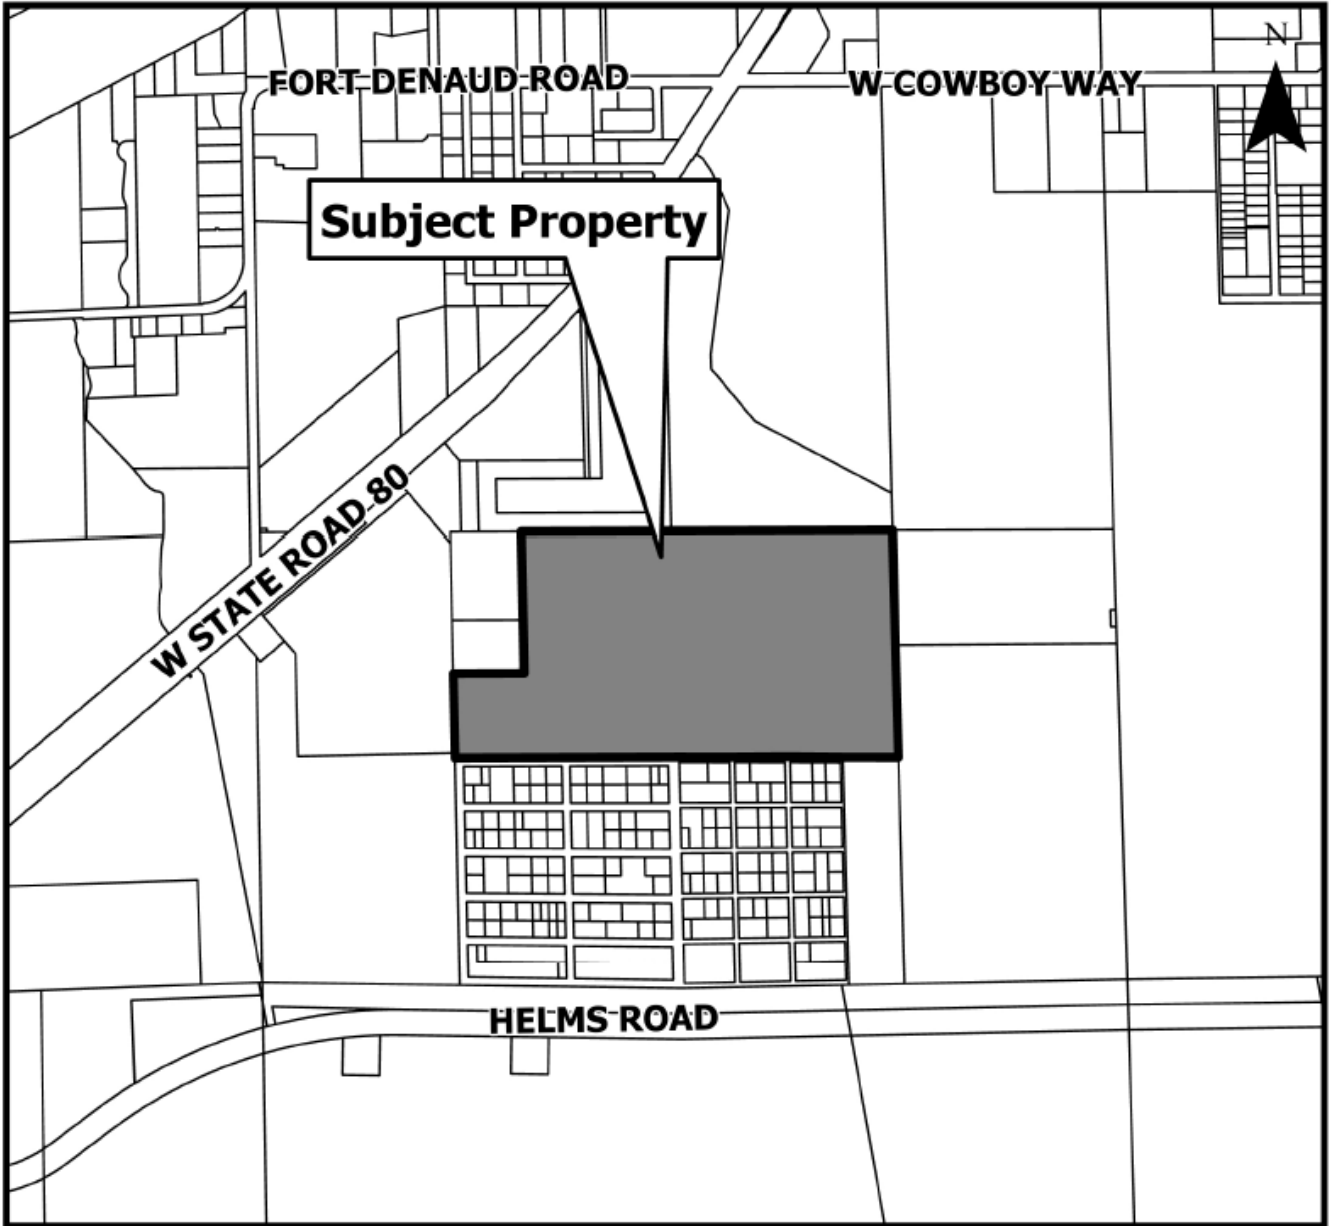 N
FORT DENAUD ROAD
W COWBOY WAY
Subject Property
W STATE ROAD 80
HELMS ROAD